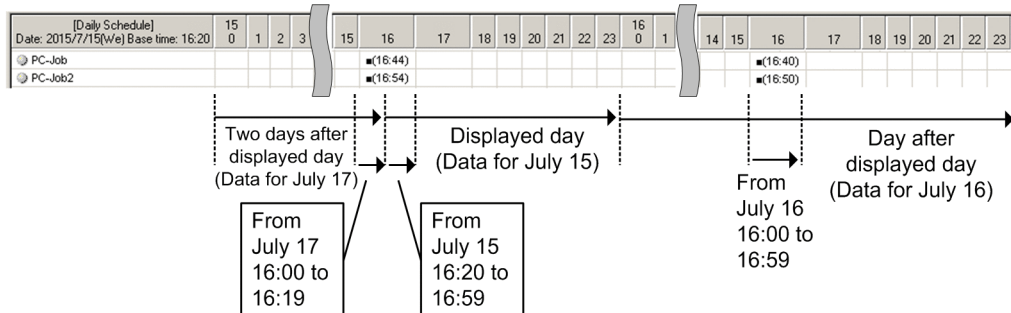 [Daily Schedule]
Date: 2015/7/15(We) Base time: 16:20
15
0 1 2 3 15 16 17 18 19 20 21 22 23
16
0 1 14 15 16 17 18 19 20 21 22 23
PC-Job ■(16:44) ■(16:40)
PC-Job2 ■(16:54) ■(16:50)
Two days after
displayed day
(Data for July 17)
Displayed day
(Data for July 15)
Day after
displayed day
(Data for July 16)
From
July 17
16:00 to
16:19
From
July 15
16:20 to
16:59
From
July 16
16:00 to
16:59